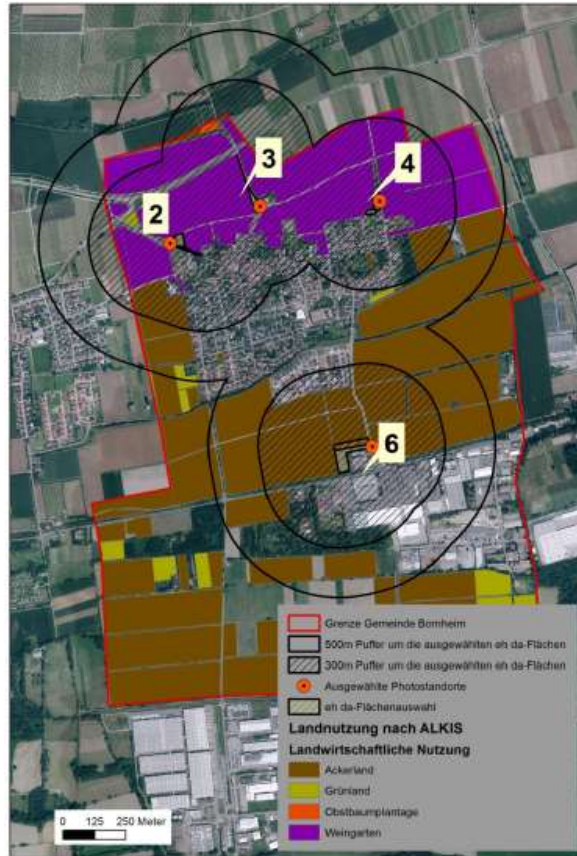 3
4
2
6
Grenze Gemeinde Bornheim
500m Puffer um die ausgewählten eh da-Flächen
300m Puffer um die ausgewählten eh da-Flächen
Ausgewählte Photostandorte
eh da-Flächenauswahl
Landnutzung nach ALKIS
Landwirtschaftliche Nutzung
Ackerland
Grünland
Obstbaumplantage
Weingarten
0 125 250 Meter